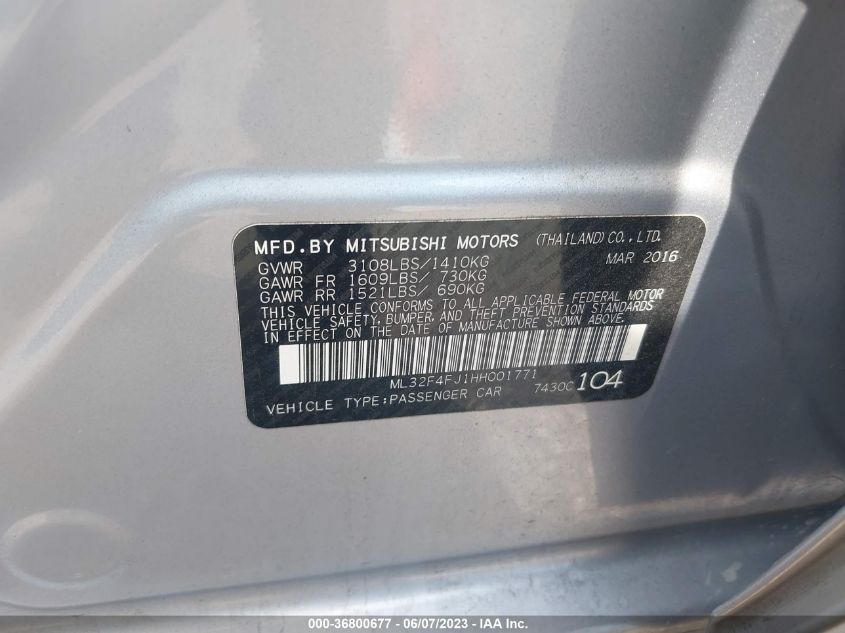 MFD.BY MITSUBISHI MOTORS (THAILAND)CO.,LTD.
GVWR 3108LBS/1410KG MAR 2016
GAWR FR 1609LBS/ 730KG
GAWR RR 1521LBS/ 690KG
THIS VEHICLE CONFORMS TO ALL APPLICABLE FEDERAL MOTOR
VEHICLE SAFETY, BUMPER, AND THEFT PREVENTION STANDARDS
IN EFFECT ON THE DATE OF MANUFACTURE SHOWN ABOVE.
ML32F4FJ1HH001771
VEHICLE TYPE:PASSENGER CAR 7430C 104
000-36800677 - 06/07/2023 - IAA Inc.